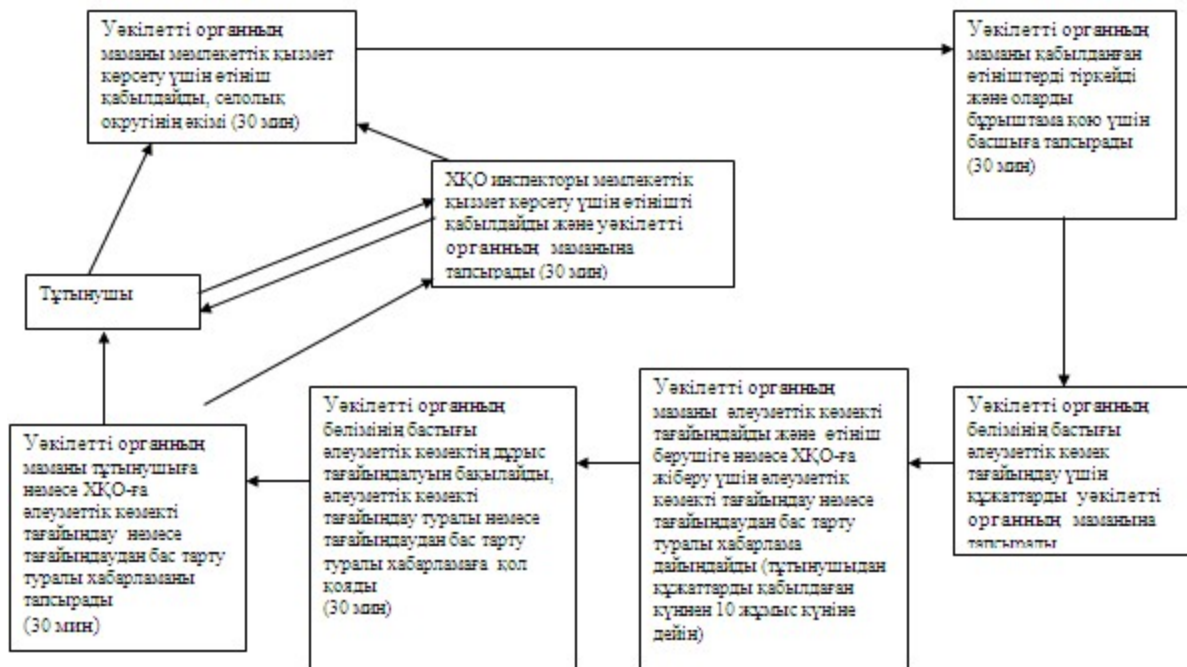 Уәкілетті органның
маманы мемлекеттік қызмет
көрсету үшін өтініш
қабылдайды, селолық
округінің әкімі (30 мин)
Уәкілетті органның
маманы қабылданған
өтініштерді тіркейді
және оларды
бұрыштама қою үшін
басшыға тапсырады
(30 мин)
ХҚО инспекторы мемлекеттік
қызмет көрсету үшін өтінішті
қабылдайды және уәкілетті
органның маманына
тапсырады (30 мин)
Тұтынушы
Уәкілетті органның
маманы тұтынушыға
немесе ХҚО-ға
әлеуметтік көмекті
тағайындау немесе
тағайындаудан бас тарту
туралы хабарламаны
тапсырады
(30 мин)
Уәкілетті органның
бөлімінің бастығы
әлеуметтік көмектің дұрыс
тағайындалуын бақылайды,
әлеуметтік көмекті
тағайындау туралы немесе
тағайындаудан бас тарту
туралы хабарламаға қол
қояды
(30 мин)
Уәкілетті органның
маманы әлеуметтік көмекті
тағайындайды және өтініш
берушіге немесе ХҚО-ға
жіберу үшін әлеуметтік
көмекті тағайындау немесе
тағайындаудан бас тарту
туралы хабарлама
дайындайды (тұтынушыдан
құжаттарды қабылдаған
күннен 10 жұмыс күніне
дейін)
Уәкілетті органның
бөлімінің бастығы
әлеуметтік көмек
тағайындау үшін
құжаттарды уәкілетті
органның маманына
тапсырады